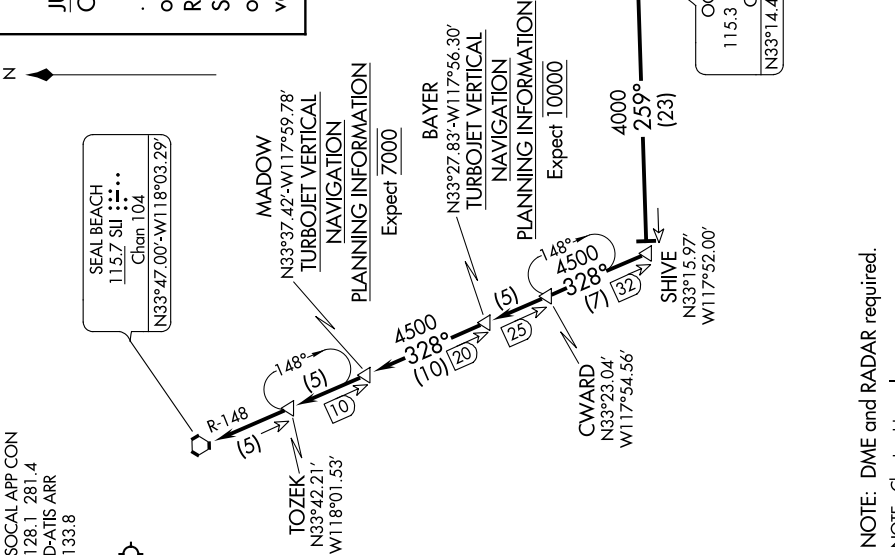 SOCAL APP CON
128.1 281.4
D-ATIS ARR
133.8
N
SEAL BEACH
115.7 SLI
Chan 104
N33°47.00'-W118°03.29'
MADOW
N33°37.42'-W117°59.78'
TURBOJET VERTICAL
NAVIGATION
PLANNING INFORMATION
Expect 7000
BAYER
N33°27.83'-W117°56.30'
TURBOJET VERTICAL
NAVIGATION
PLANNING INFORMATION
Expect 10000
115.3
N33°14.4
4000
259°
(23)
R-148
(5)
148°
(5)
10
4500
328°
(10)
20
(5)
25
148°
4500
328°
(7)
32
TOZEK
N33°42.21'
W118°01.53'
CWARD
N33°23.04'
W117°54.56'
SHIVE
N33°15.97'
W117°52.00'
NOTE: DME and RADAR required.